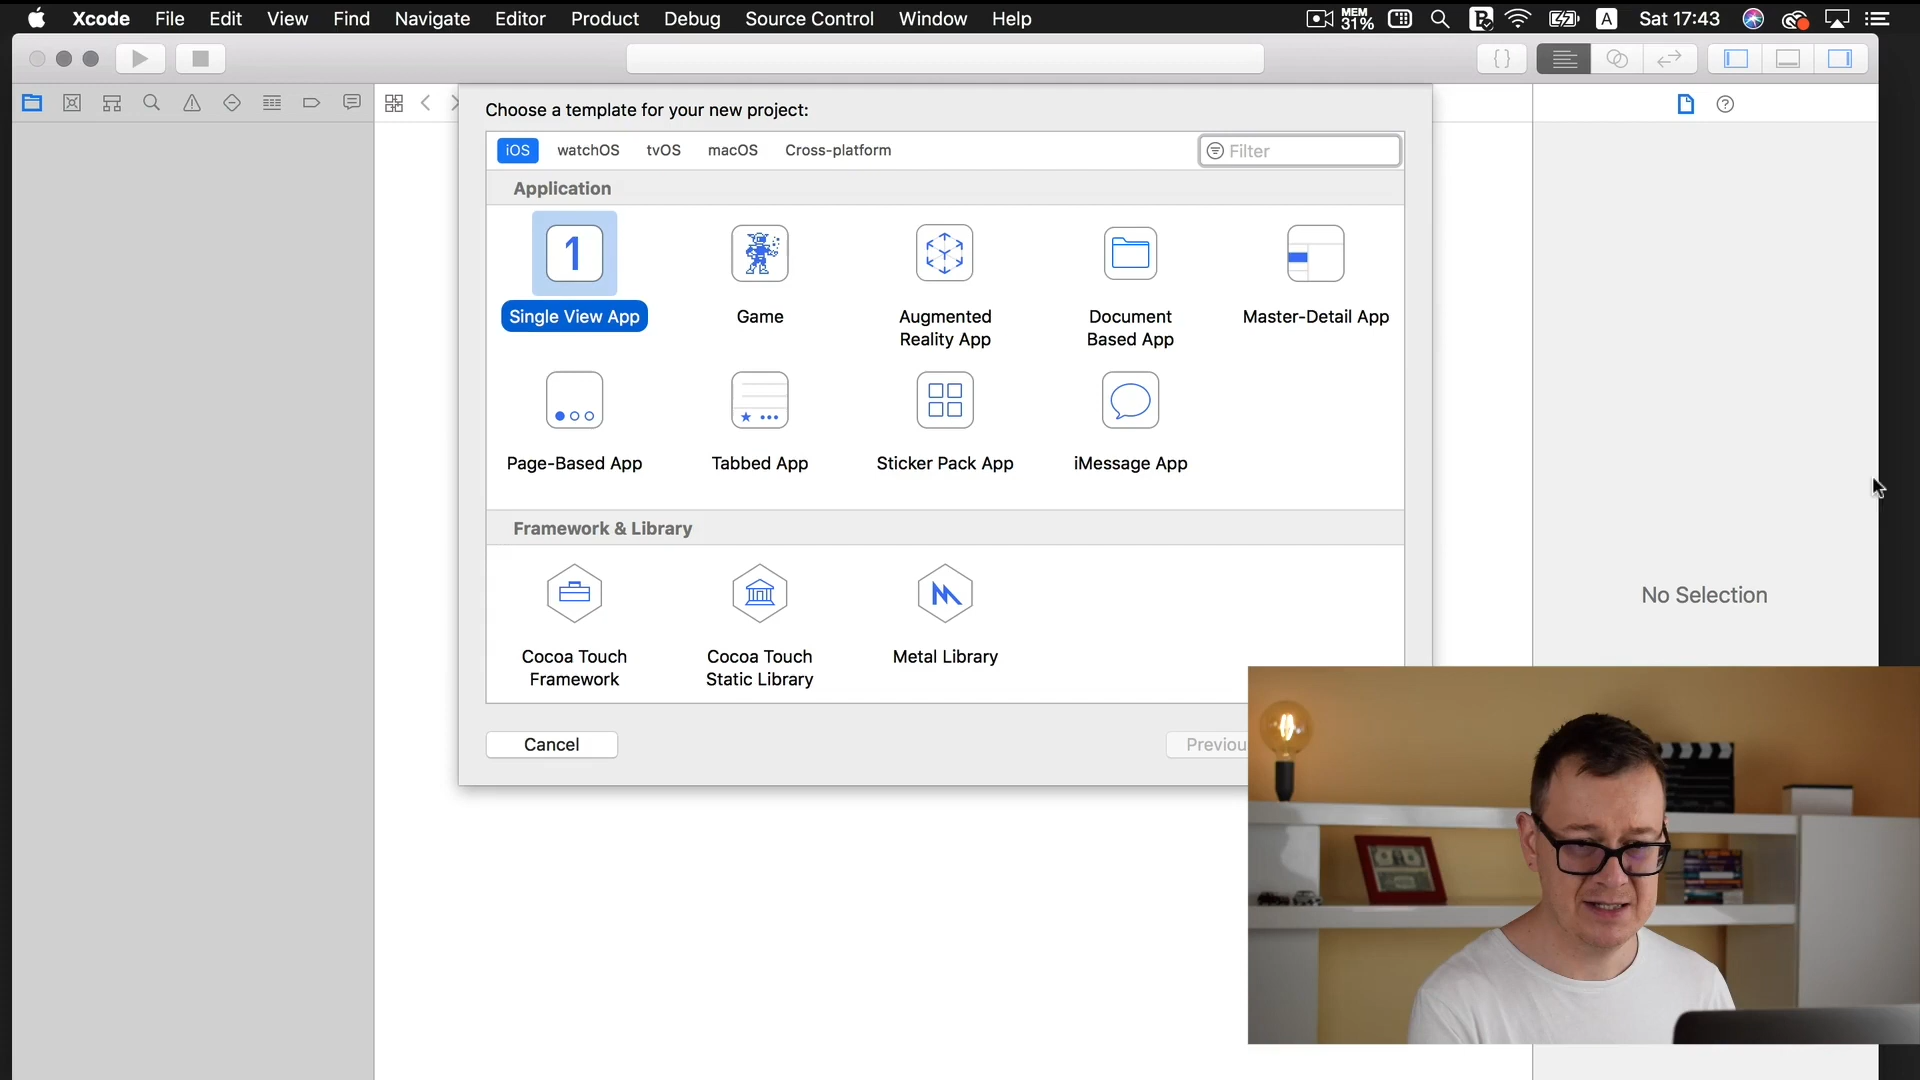 Xcode File Edit View Find Navigate Editor Product Debug Source Control Window Help MEM 31% A Sat 17:43
Choose a template for your new project:
iOS watchOS tvOS macOS Cross-platform Filter
Application
1
Single View App
Game
Augmented
Reality App
Document
Based App
Master-Detail App
Page-Based App
Tabbed App
Sticker Pack App
iMessage App
Framework & Library
Cocoa Touch
Framework
Cocoa Touch
Static Library
Metal Library
No Selection
Cancel
Previou